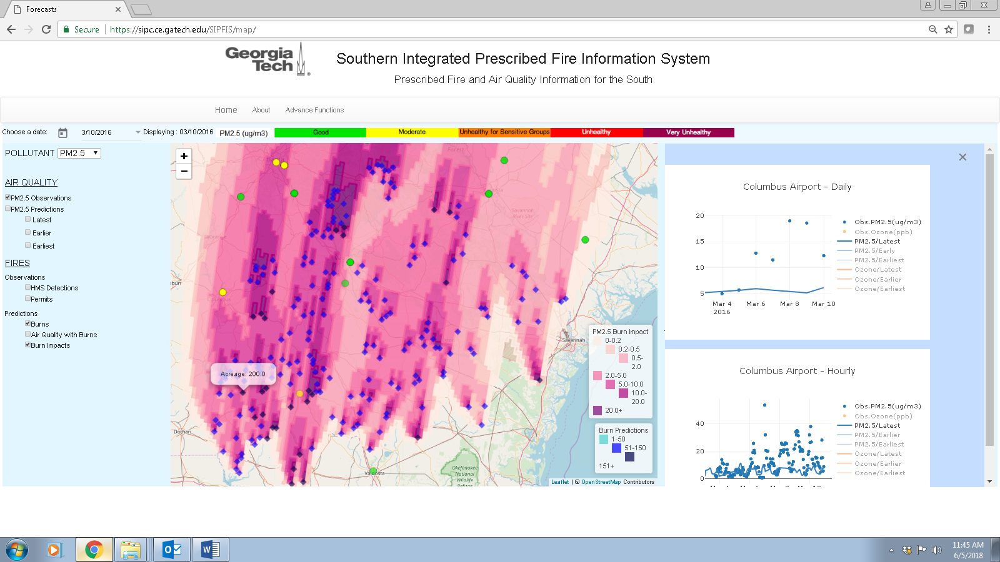 Forecasts
Secure
https://sipc.ce.gatech.edu/SIPFIS/map/
Georgia
Tech
Southern Integrated Prescribed Fire Information System
Prescribed Fire and Air Quality Information for the South
Home
About
Advance Functions
Choose a date:
3/10/2016
Displaying : 03/10/2016
PM2.5 (ug/m3)
Good
Moderate
Unhealthy for Sensitive Groups
Unhealthy
Very Unhealthy
POLLUTANT
PM2.5
AIR QUALITY
PM2.5 Observations
PM2.5 Predictions
Latest
Earlier
Earliest
FIRES
Observations
HMS Detections
Permits
Predictions
Burns
Air Quality with Burns
Burn Impacts
+
−
Forest
Savannah
River Site
Acreage: 200.0
Dothan
Valdosta
Savannah
Okefenokee
National
Wildlife
PM2.5 Burn Impact
0-0.2
0.2-0.5
0.5-
2.0
2.0-5.0
5.0-10.0
10.0-
20.0
20.0+
Burn Predictions
1-50
51-150
151+
Leaflet | © OpenStreetMap Contributors
Columbus Airport - Daily
20
15
10
5
Mar 4
2016
Mar 6
Mar 8
Mar 10
Obs.PM2.5(ug/m3)
Obs.Ozone(ppb)
PM2.5/Latest
PM2.5/Early
PM2.5/Earliest
Ozone/Latest
Ozone/Earlier
Ozone/Earliest
Columbus Airport - Hourly
40
20
0
Obs.PM2.5(ug/m3)
Obs.Ozone(ppb)
PM2.5/Latest
PM2.5/Earlier
PM2.5/Earliest
Ozone/Latest
Ozone/Earlier
Ozone/Earliest
11:45 AM
6/5/2018